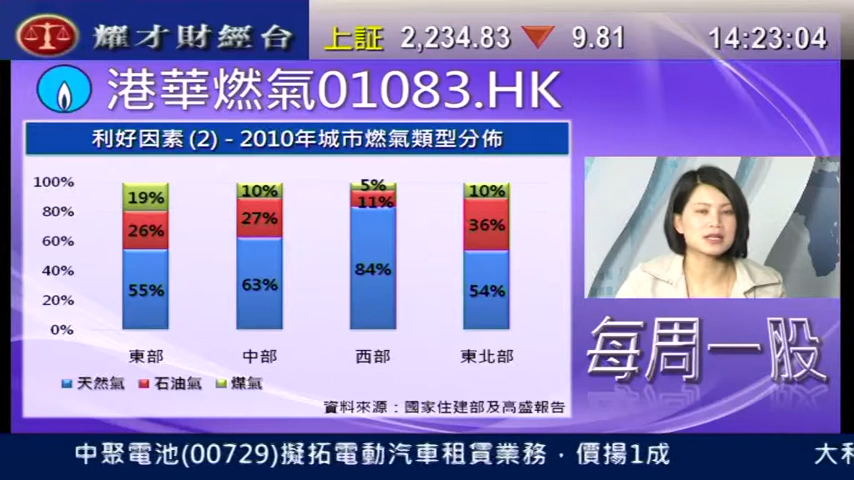 耀才財經台
上証 2,234.83 9.81 14:23:04
港華燃氣01083.HK
利好因素 (2) - 2010年城市燃氣類型分佈
100%
80%
60%
40%
20%
0%
19% 10% 5% 10%
26% 27% 11% 36%
55% 63% 84% 54%
東部 中部 西部 東北部
天然氣 石油氣 煤氣
資料來源：國家住建部及高盛報告
每周一股
中聚電池(00729)擬拓電動汽車租賃業務．價揚1成 大利